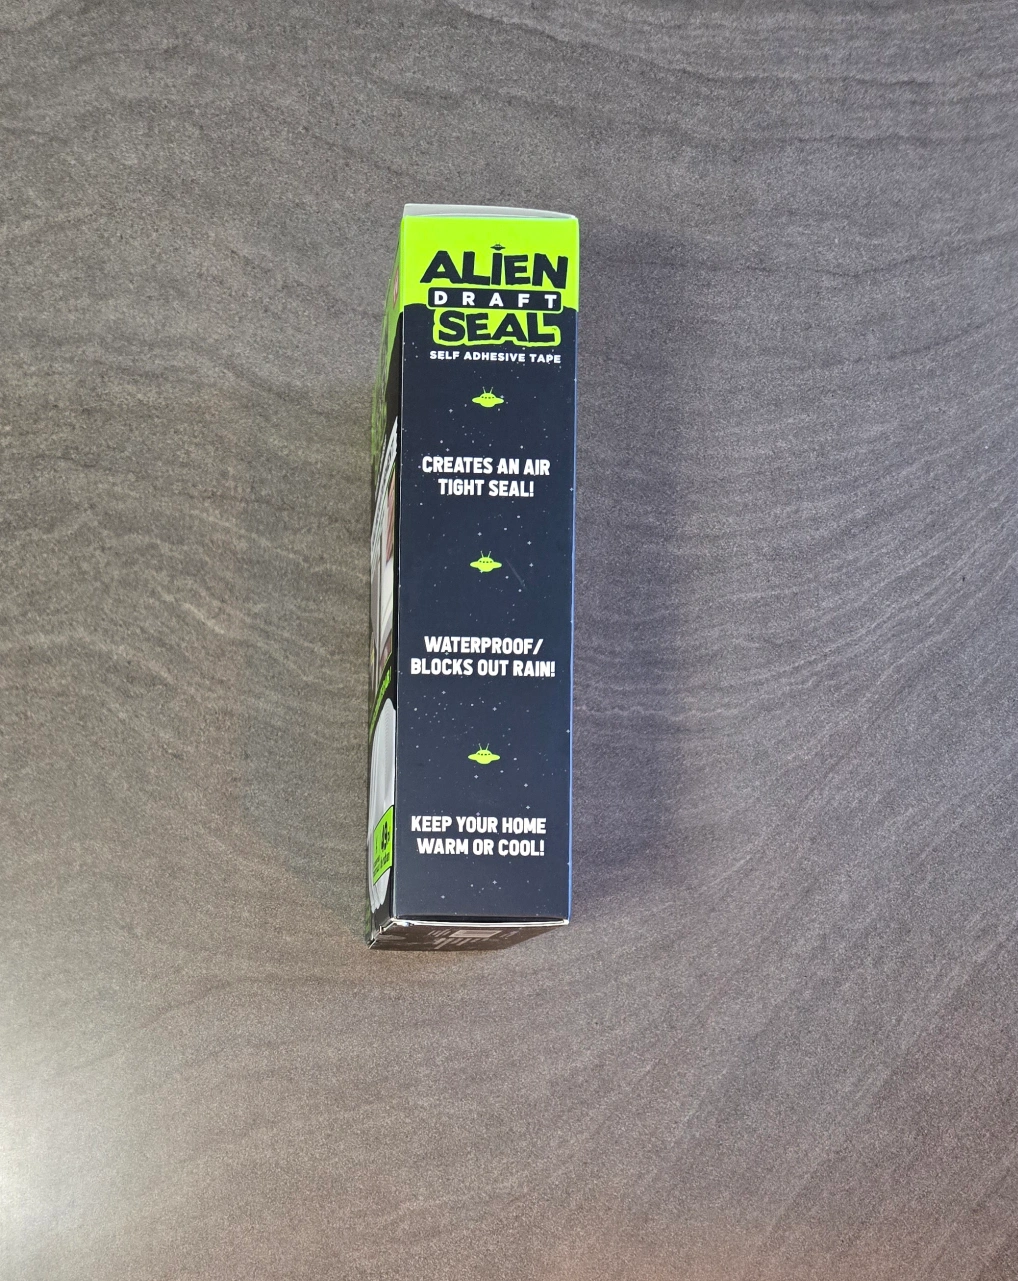 ALIEN
DRAFT
SEAL
SELF ADHESIVE TAPE
CREATES AN AIR
TIGHT SEAL!
WATERPROOF/
BLOCKS OUT RAIN!
KEEP YOUR HOME
WARM OR COOL!